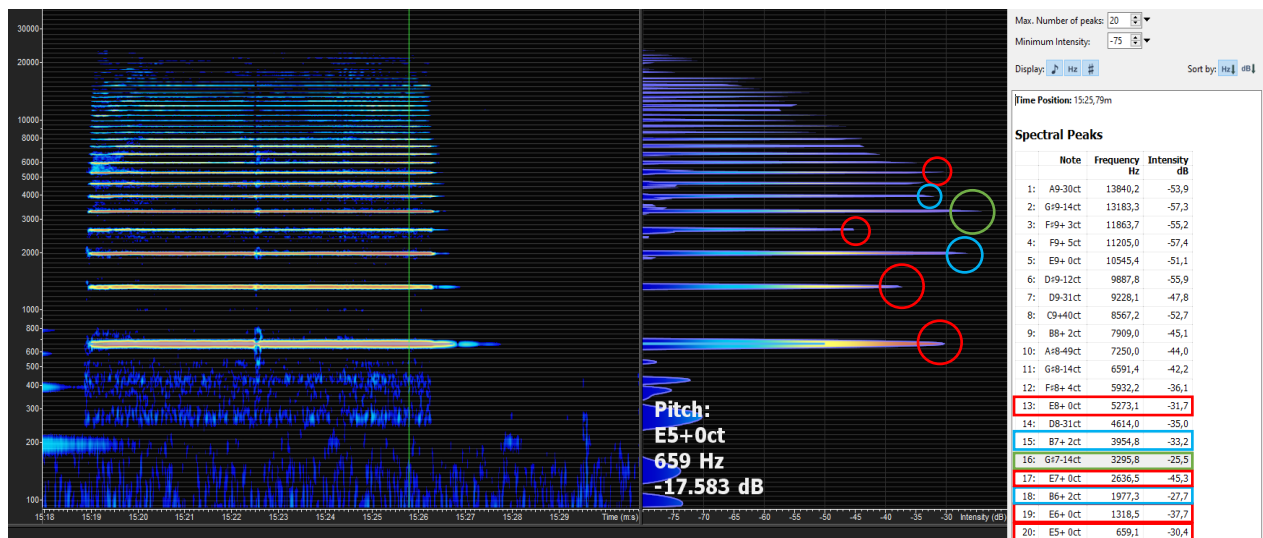 Max. Number of peaks: 20
Minimum Intensity: -75
Display: Hz # Sort by: Hz dB
Time Position: 15:25,79m
Spectral Peaks
Note Frequency Hz Intensity dB
1: A9-30ct 13840,2 -53,9
2: G♯9-14ct 13183,3 -57,3
3: F♯9+ 3ct 11863,7 -55,2
4: F9+ 5ct 11205,0 -57,4
5: E9+ 0ct 10545,4 -51,1
6: D♯9-12ct 9887,8 -55,9
7: D9-31ct 9228,1 -47,8
8: C9+40ct 8567,2 -52,7
9: B8+ 2ct 7909,0 -45,1
10: A♯8-49ct 7250,0 -44,0
11: G♯8-14ct 6591,4 -42,2
12: F♯8+ 4ct 5932,2 -36,1
13: E8+ 0ct 5273,1 -31,7
14: D8-31ct 4614,0 -35,0
15: B7+ 2ct 3954,8 -33,2
16: G♯7-14ct 3295,8 -25,5
17: E7+ 0ct 2636,5 -45,3
18: B6+ 2ct 1977,3 -27,7
19: E6+ 0ct 1318,5 -37,7
20: E5+ 0ct 659,1 -30,4
30000
20000
10000
8000
6000
5000
4000
3000
2000
1000
800
600
500
400
300
200
100
15:18 15:19 15:20 15:21 15:22 15:23 15:24 15:25 15:26 15:27 15:28 15:29 Time (m:s)
Pitch:
E5+0ct
659 Hz
-17.583 dB
-75 -70 -65 -60 -55 -50 -45 -40 -35 -30 Intensity (dB)